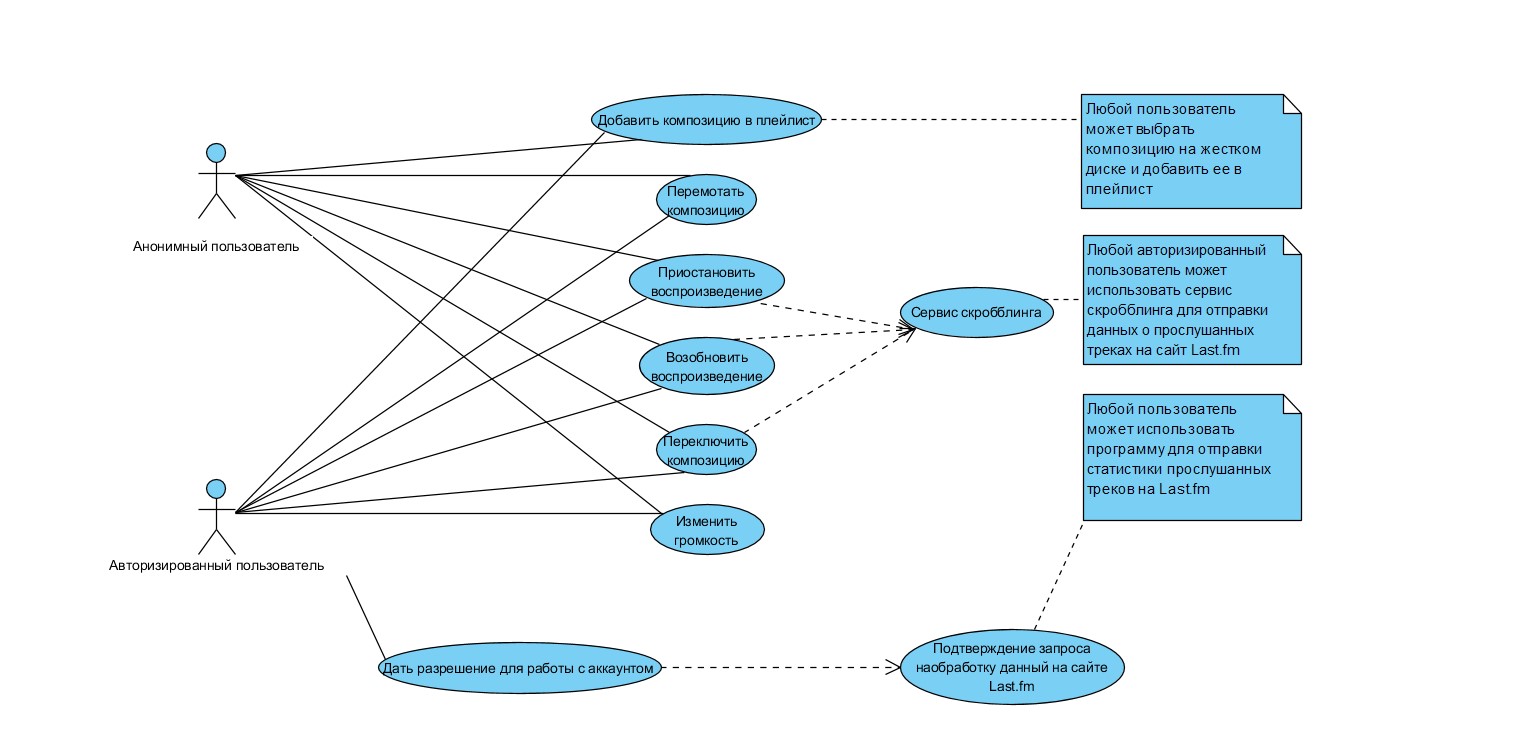 Добавить композицию в плейлист
Любой пользователь
может выбрать
композицию на жестком
диске и добавить ее в
плейлист
Перемотать
композицию
Анонимный пользователь
Приостановить
воспроизведение
Сервис скробблинга
Любой авторизированный
пользователь может
использовать сервис
скробблинга для отправки
данных о прослушанных
треках на сайт Last.fm
Возобновить
воспроизведение
Переключить
композицию
Любой пользователь
может использовать
программу для отправки
статистики прослушанных
треков на Last.fm
Изменить
громкость
Авторизированный пользователь
Дать разрешение для работы с аккаунтом
Подтверждение запроса
наобработку данный на сайте
Last.fm